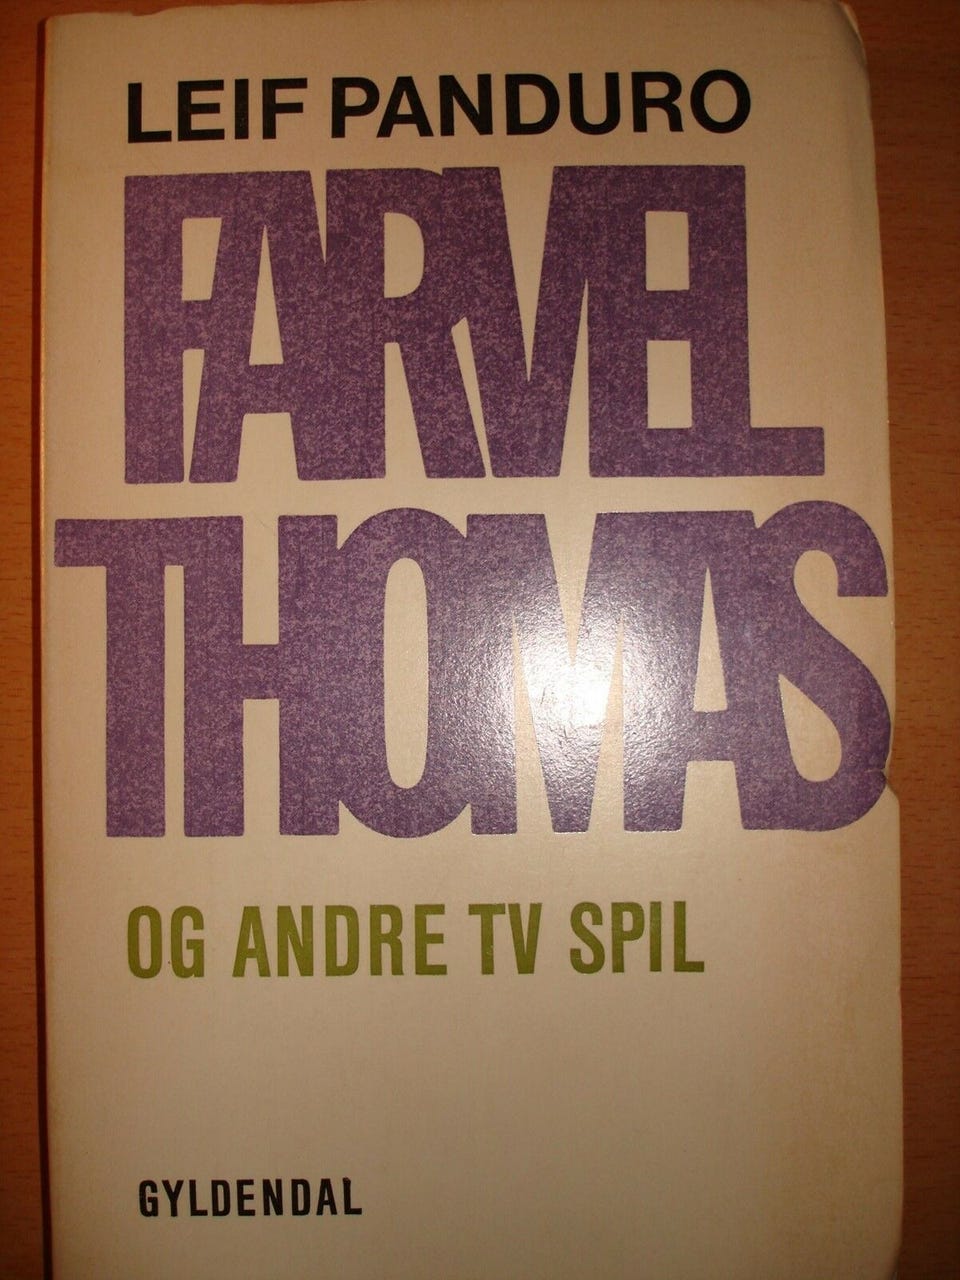 LEIF PANDURO
FARVEL
THOMAS
OG ANDRE TV SPIL
GYLDENDAL